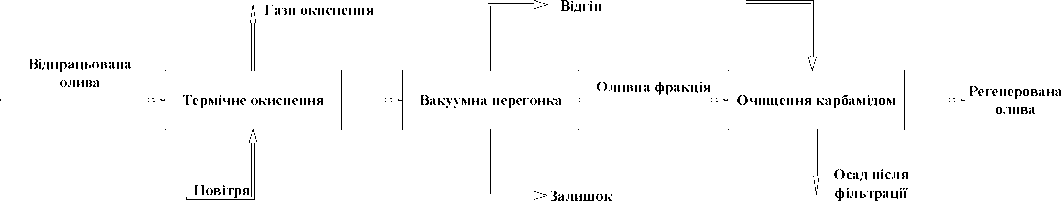 Гази окиснення
Відгін
Відпрацьована
олива
Термічне окиснення
Вакуумна перегонка
Оливна фракція
Очищення карбамідом
Регенерована
олива
Повітря
Залишок
Осад після
фільтрації